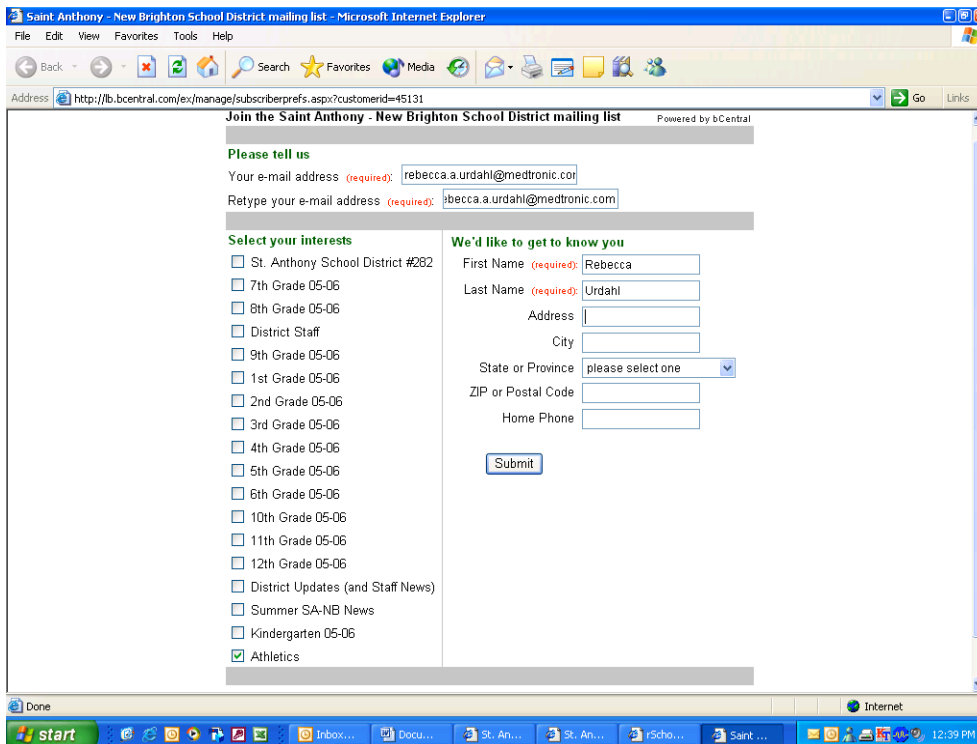 Saint Anthony - New Brighton School District mailing list - Microsoft Internet Explorer
File Edit View Favorites Tools Help
Back Search Favorites Media
Address http://lb.bcentral.com/ex/manage/subscriberprefs.aspx?customerid=45131 Go Links
Join the Saint Anthony - New Brighton School District mailing list Powered by bCentral
Please tell us
Your e-mail address (required): rebecca.a.urdahl@medtronic.cor
Retype your e-mail address (required): ebecca.a.urdahl@medtronic.com
Select your interests
St. Anthony School District #282
7th Grade 05-06
8th Grade 05-06
District Staff
9th Grade 05-06
1st Grade 05-06
2nd Grade 05-06
3rd Grade 05-06
4th Grade 05-06
5th Grade 05-06
6th Grade 05-06
10th Grade 05-06
11th Grade 05-06
12th Grade 05-06
District Updates (and Staff News)
Summer SA-NB News
Kindergarten 05-06
Athletics
We'd like to get to know you
First Name (required): Rebecca
Last Name (required): Urdahl
Address
City
State or Province please select one
ZIP or Postal Code
Home Phone
Submit
Done Internet
start Inbox... Docu... St. An... St. An... rScho... Saint ... 12:39 PM